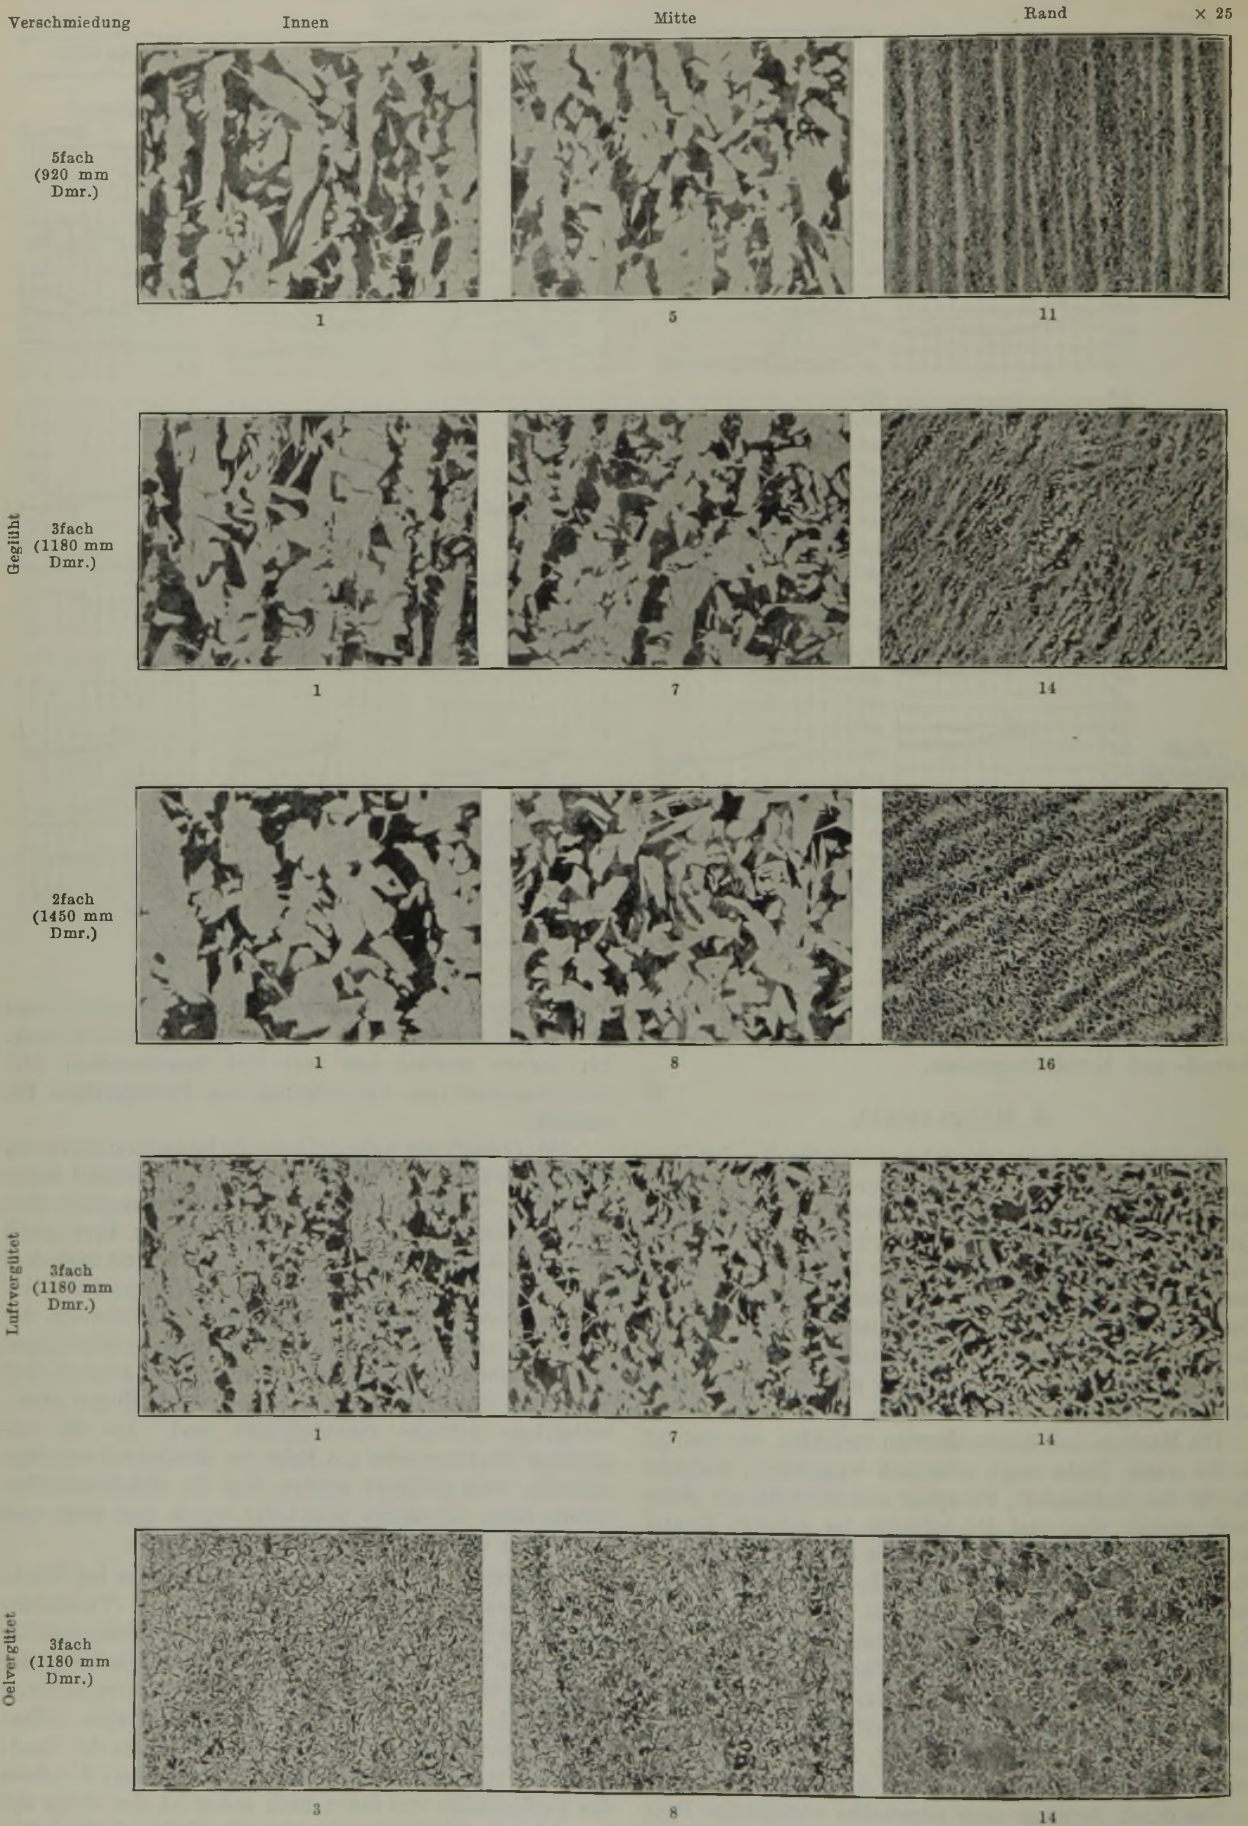 Verschmiedung Innen Mitte Rand × 25
5fach
(920 mm
Dmr.)
1 5 11
Geglüht
3fach
(1180 mm
Dmr.)
1 7 14
2fach
(1450 mm
Dmr.)
1 8 16
Luftvergütet
3fach
(1180 mm
Dmr.)
1 7 14
Oelvergütet
3fach
(1180 mm
Dmr.)
3 8 14